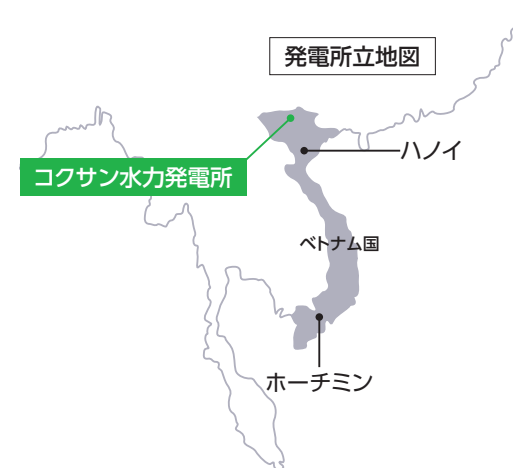 発電所立地図
ハノイ
コクサン水力発電所
ベトナム国
ホーチミン